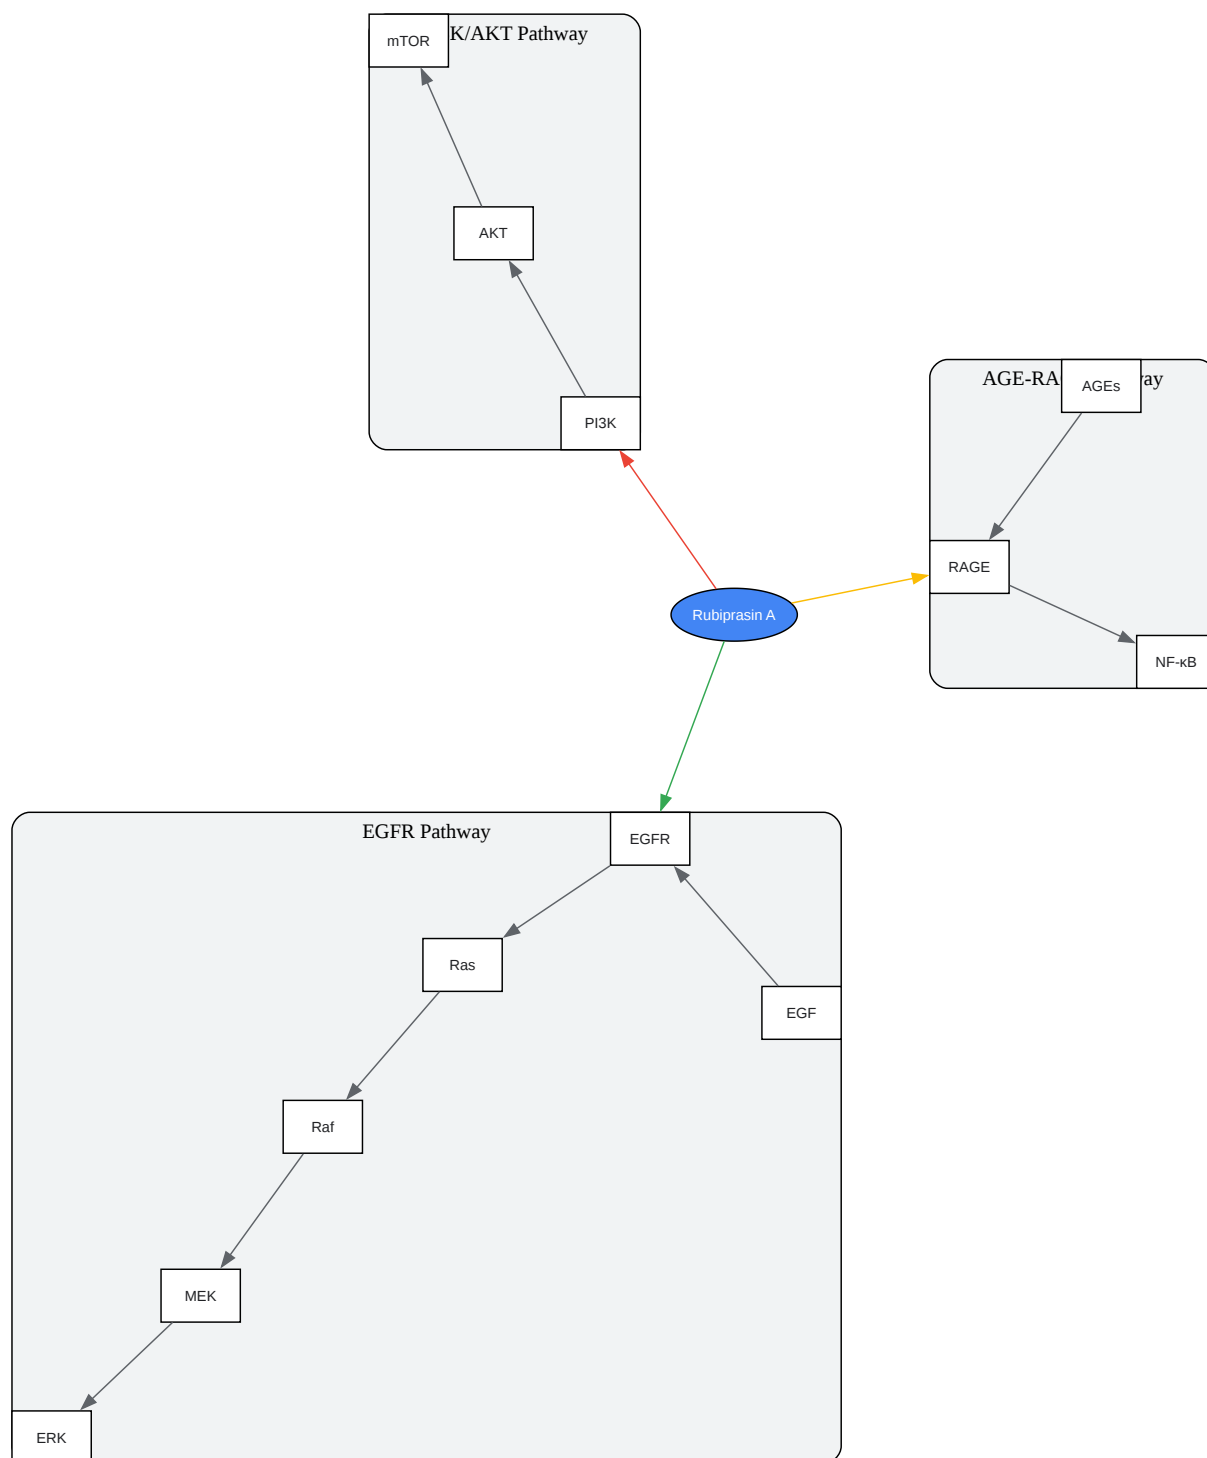 mTOR
K/AKT Pathway
AKT
PI3K
AGE-RA
way
AGEs
RAGE
NF-κB
Rubiprasin A
EGFR Pathway
EGFR
Ras
EGF
Raf
MEK
ERK